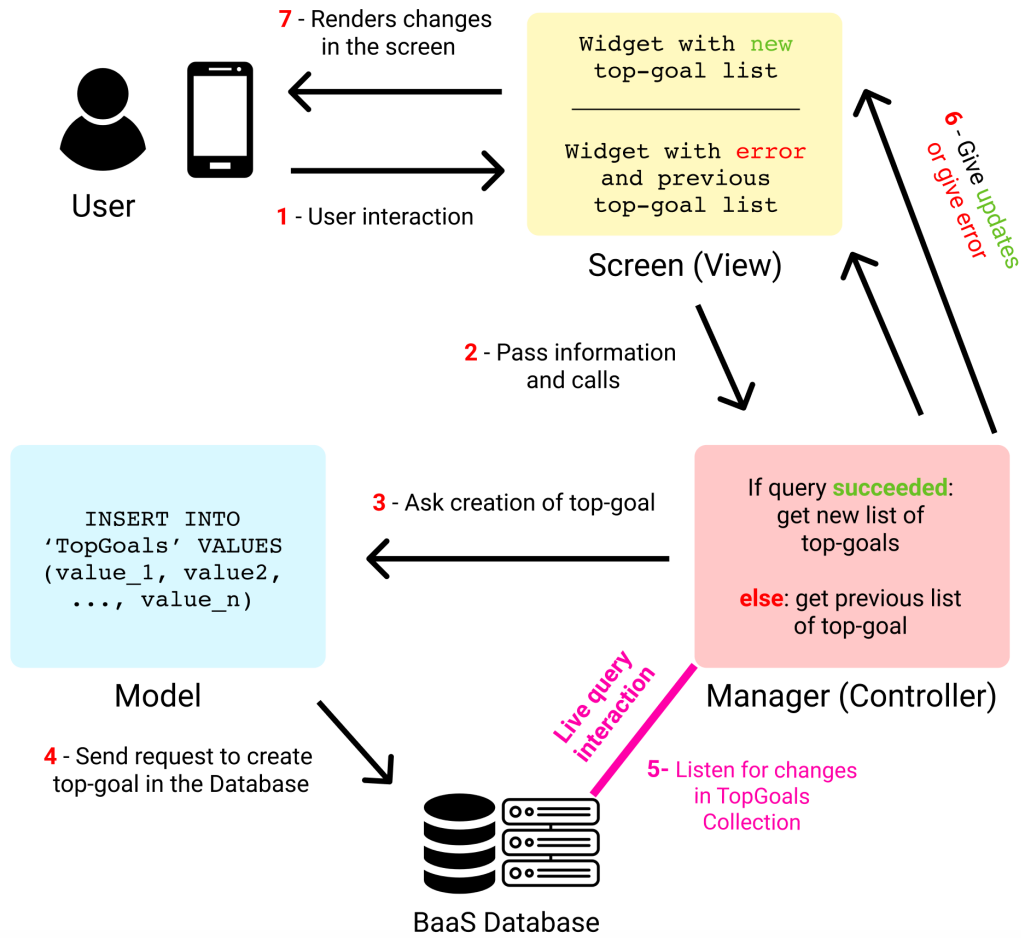 7 - Renders changes
in the screen
Widget with new
top-goal list
Widget with error
and previous
top-goal list
6 - Give updates
or give error
User
1 - User interaction
Screen (View)
2 - Pass information
and calls
3 - Ask creation of top-goal
INSERT INTO
‘TopGoals’ VALUES
(value_1, value2,
..., value_n)
If query succeeded:
get new list of
top-goals
else: get previous list
of top-goal
Model
Manager (Controller)
Live query
interaction
4 - Send request to create
top-goal in the Database
5- Listen for changes
in TopGoals
Collection
BaaS Database